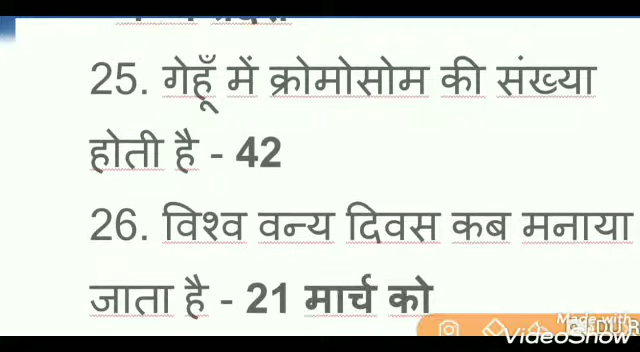 25. गेहूँ में क्रोमोसोम की संख्या
होती है - 42
26. विश्व वन्य दिवस कब मनाया
जाता है - 21 मार्च को
Made with
VideoShow